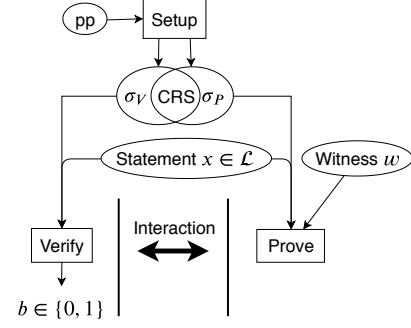 pp
Setup
σ_V CRS σ_P
Statement x ∈ ℒ
Witness w
Interaction
Verify
Prove
b ∈ {0, 1}